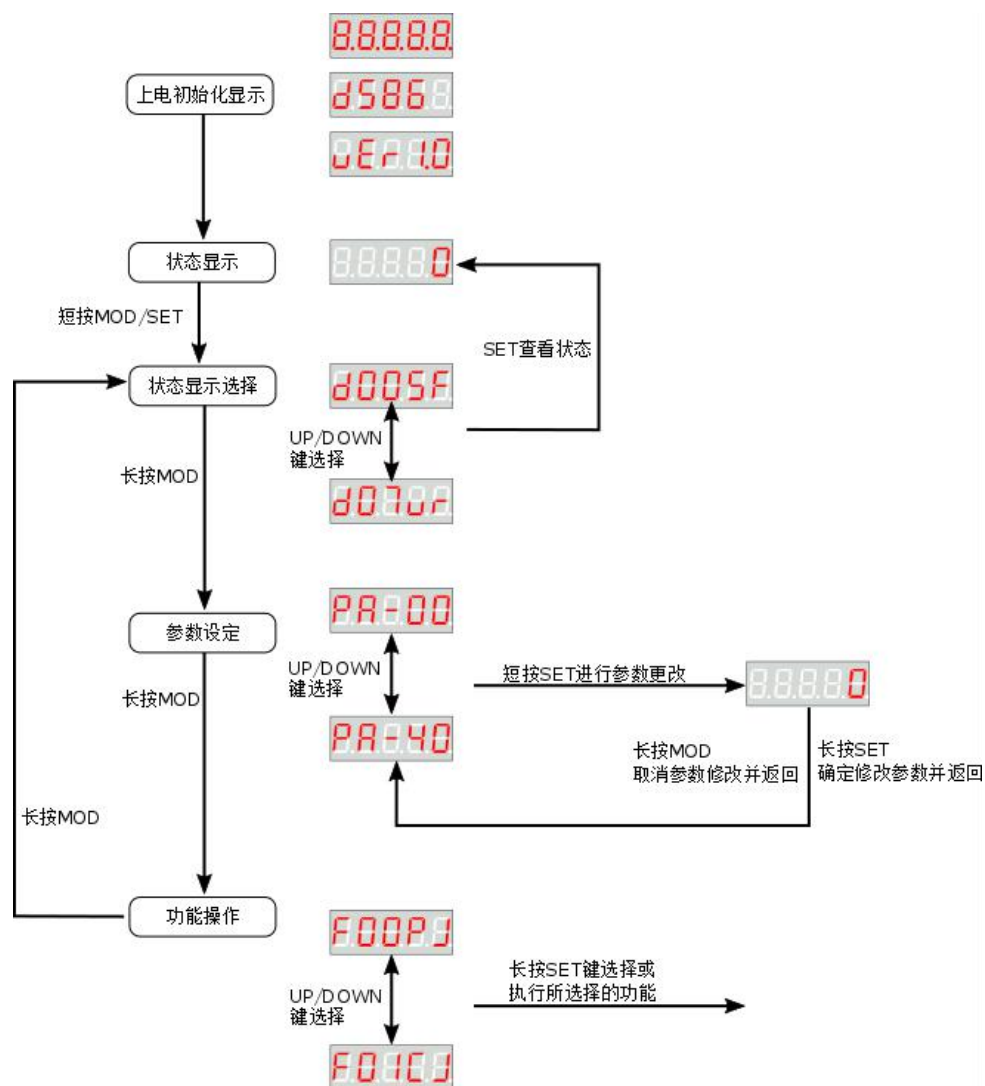 8.8.8.8.8.
上电初始化显示
d586
vEr1.0
状态显示
0
短按MOD/SET
SET查看状态
状态显示选择
d00SF
UP/DOWN
键选择
长按MOD
d07ur
PA-00
参数设定
UP/DOWN
键选择
短按SET进行参数更改
0
长按MOD
PA-40
长按MOD
取消参数修改并返回
长按SET
确定修改参数并返回
长按MOD
功能操作
F00PJ
长按SET键选择或
执行所选择的功能
UP/DOWN
键选择
F01CJ